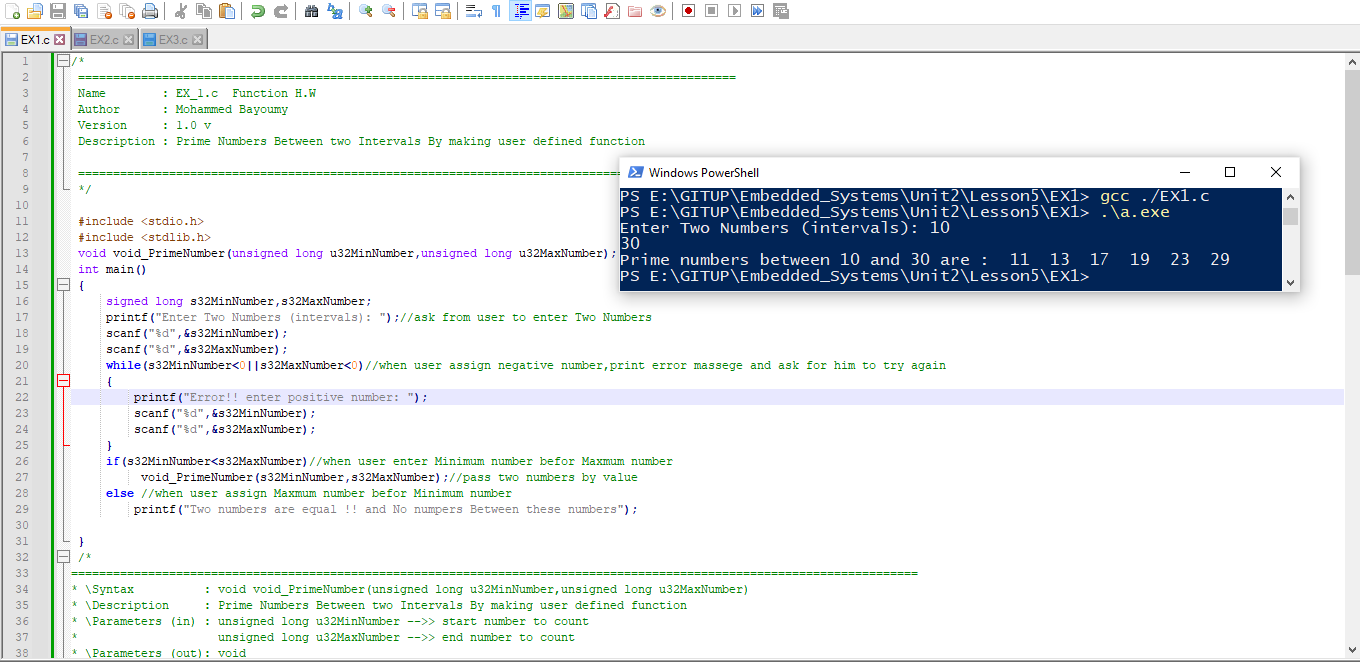 EX1.c EX2.c EX3.c
1 /*
2 ==============================================================================================
3 Name : EX_1.c Function H.W
4 Author : Mohammed Bayoumy
5 Version : 1.0 v
6 Description : Prime Numbers Between two Intervals By making user defined function
7
8 =============================================================================
9 */
10
11 #include <stdio.h>
12 #include <stdlib.h>
13 void void_PrimeNumber(unsigned long u32MinNumber,unsigned long u32MaxNumber);
14 int main()
15 {
16 signed long s32MinNumber,s32MaxNumber;
17 printf("Enter Two Numbers (intervals): ");//ask from user to enter Two Numbers
18 scanf("%d",&s32MinNumber);
19 scanf("%d",&s32MaxNumber);
20 while(s32MinNumber<0||s32MaxNumber<0)//when user assign negative number,print error massege and ask for him to try again
21 {
22 printf("Error!! enter positive number: ");
23 scanf("%d",&s32MinNumber);
24 scanf("%d",&s32MaxNumber);
25 }
26 if(s32MinNumber<s32MaxNumber)//when user enter Minimum number befor Maxmum number
27 void_PrimeNumber(s32MinNumber,s32MaxNumber);//pass two numbers by value
28 else //when user assign Maxmum number befor Minimum number
29 printf("Two numbers are equal !! and No numpers Between these numbers");
30
31 }
32 /*
33 =========================================================================================================================
34 * \Syntax : void void_PrimeNumber(unsigned long u32MinNumber,unsigned long u32MaxNumber)
35 * \Description : Prime Numbers Between two Intervals By making user defined function
36 * \Parameters (in) : unsigned long u32MinNumber -->> start number to count
37 * unsigned long u32MaxNumber -->> end number to count
38 * \Parameters (out): void
Windows PowerShell
PS E:\GITUP\Embedded_Systems\Unit2\Lesson5\EX1> gcc ./EX1.c
PS E:\GITUP\Embedded_Systems\Unit2\Lesson5\EX1> .\a.exe
Enter Two Numbers (intervals): 10
30
Prime numbers between 10 and 30 are : 11 13 17 19 23 29
PS E:\GITUP\Embedded_Systems\Unit2\Lesson5\EX1>